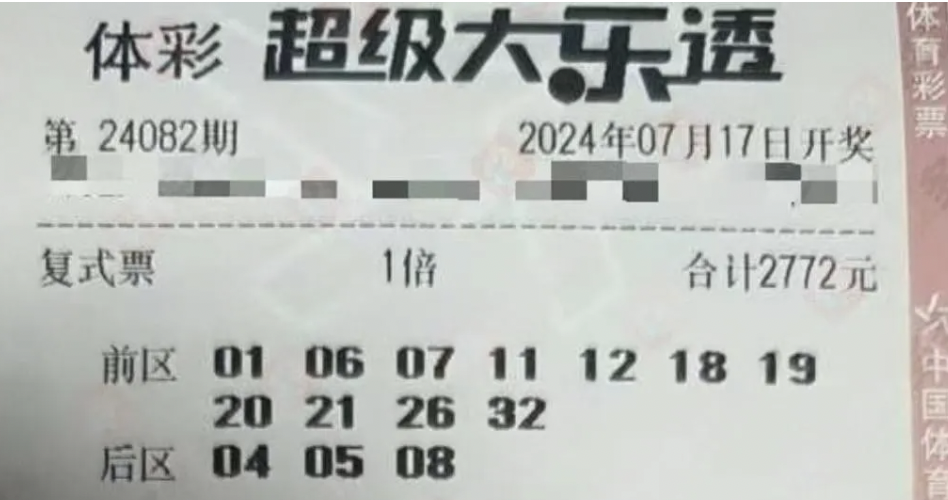 体彩 超级大乐透
第 24082期 2024年07月17日开奖
复式票 1倍 合计2772元
前区 01 06 07 11 12 18 19
20 21 26 32
后区 04 05 08
体育彩票
中国体育